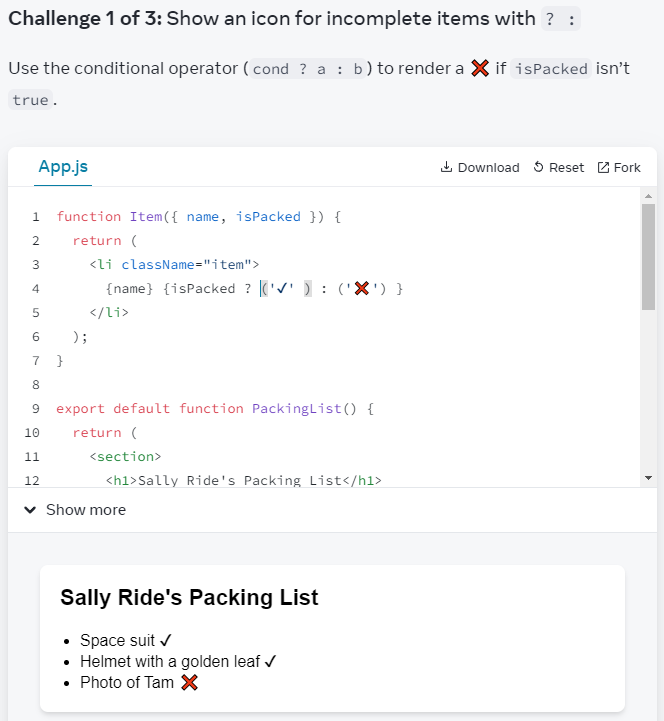 Challenge 1 of 3: Show an icon for incomplete items with ? :
Use the conditional operator (cond ? a : b) to render a ❌ if isPacked isn’t
true.
App.js
Download Reset Fork
1 function Item({ name, isPacked }) {
2 return (
3 <li className="item">
4 {name} {isPacked ? ('✓' ) : ('❌') }
5 </li>
6 );
7 }
8
9 export default function PackingList() {
10 return (
11 <section>
12 <h1>Sally Ride's Packing List</h1>
Show more
Sally Ride's Packing List
• Space suit ✓
• Helmet with a golden leaf ✓
• Photo of Tam ❌